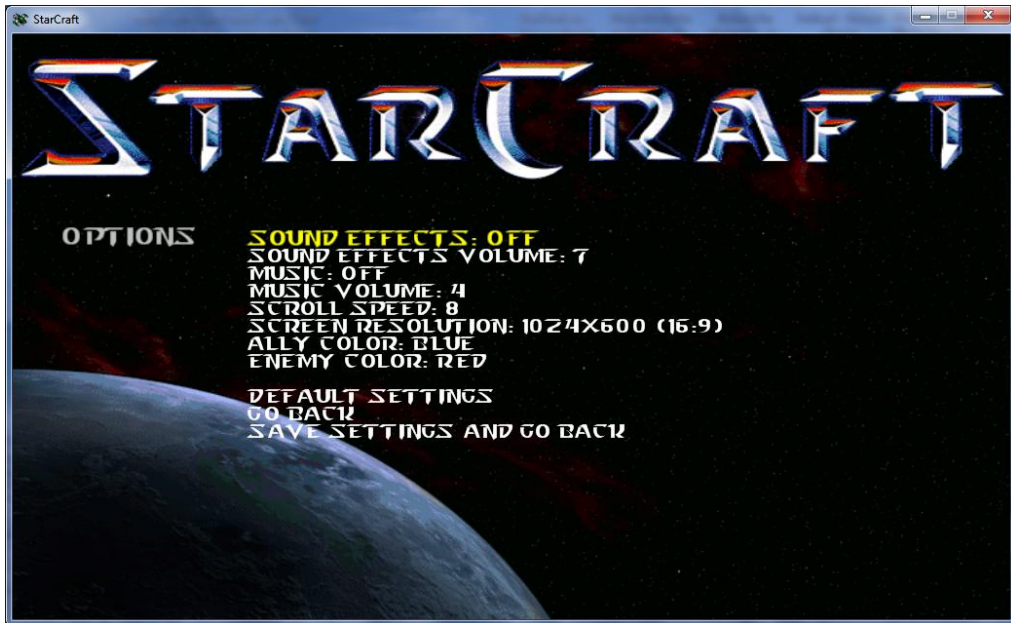 StarCraft
STARCRAFT
OPTIONS
SOUND EFFECTS: OFF
SOUND EFFECTS VOLUME: 7
MUSIC: OFF
MUSIC VOLUME: 4
SCROLL SPEED: 8
SCREEN RESOLUTION: 1024X600 (16:9)
ALLY COLOR: BLUE
ENEMY COLOR: RED
DEFAULT SETTINGS
GO BACK
SAVE SETTINGS AND GO BACK